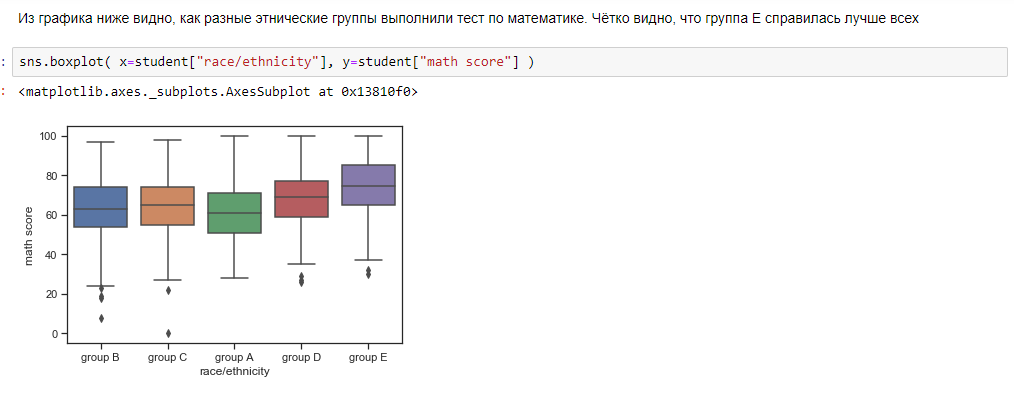 Из графика ниже видно, как разные этнические группы выполнили тест по математике. Чётко видно, что группа Е справилась лучше всех
: sns.boxplot( x=student["race/ethnicity"], y=student["math score"] )
: <matplotlib.axes._subplots.AxesSubplot at 0x13810f0>
100
80
60
40
20
0
math score
group B group C group A group D group E
race/ethnicity